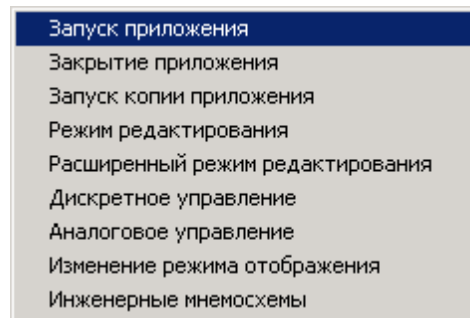 Запуск приложения
Закрытие приложения
Запуск копии приложения
Режим редактирования
Расширенный режим редактирования
Дискретное управление
Аналоговое управление
Изменение режима отображения
Инженерные мнемосхемы